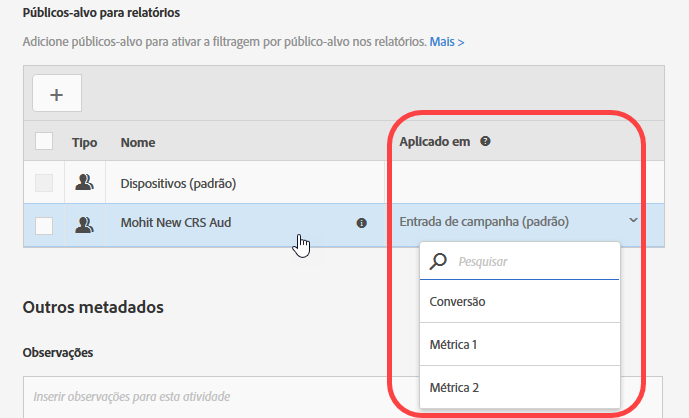 Públicos-alvo para relatórios
Adicione públicos-alvo para ativar a filtragem por público-alvo nos relatórios. Mais >
+
Tipo Nome Aplicado em ?
Dispositivos (padrão)
Mohit New CRS Aud i Entrada de campanha (padrão)
Pesquisar
Conversão
Métrica 1
Métrica 2
Outros metadados
Observações
Inserir observações para esta atividade